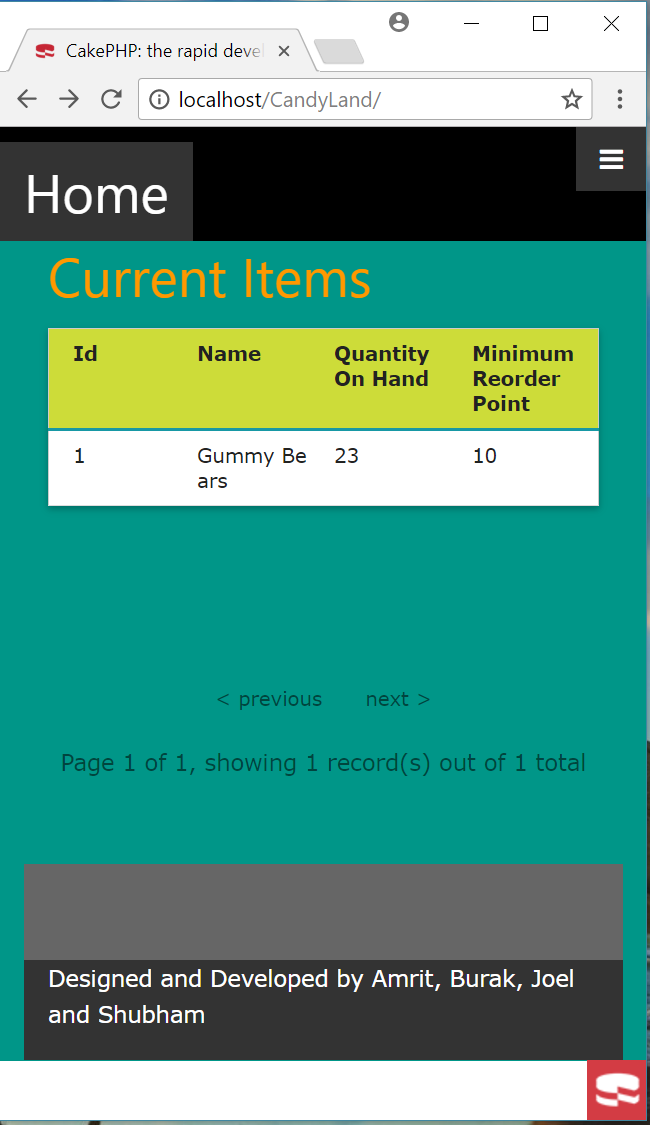 CakePHP: the rapid devel
localhost/CandyLand/
Home
Current Items
Id Name Quantity On Hand Minimum Reorder Point
1 Gummy Be
ars 23 10
< previous next >
Page 1 of 1, showing 1 record(s) out of 1 total
Designed and Developed by Amrit, Burak, Joel
and Shubham